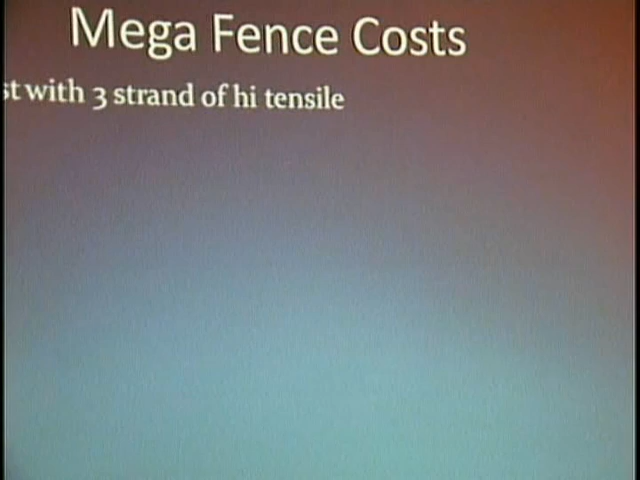 Mega Fence Costs
with 3 strand of hi tensile